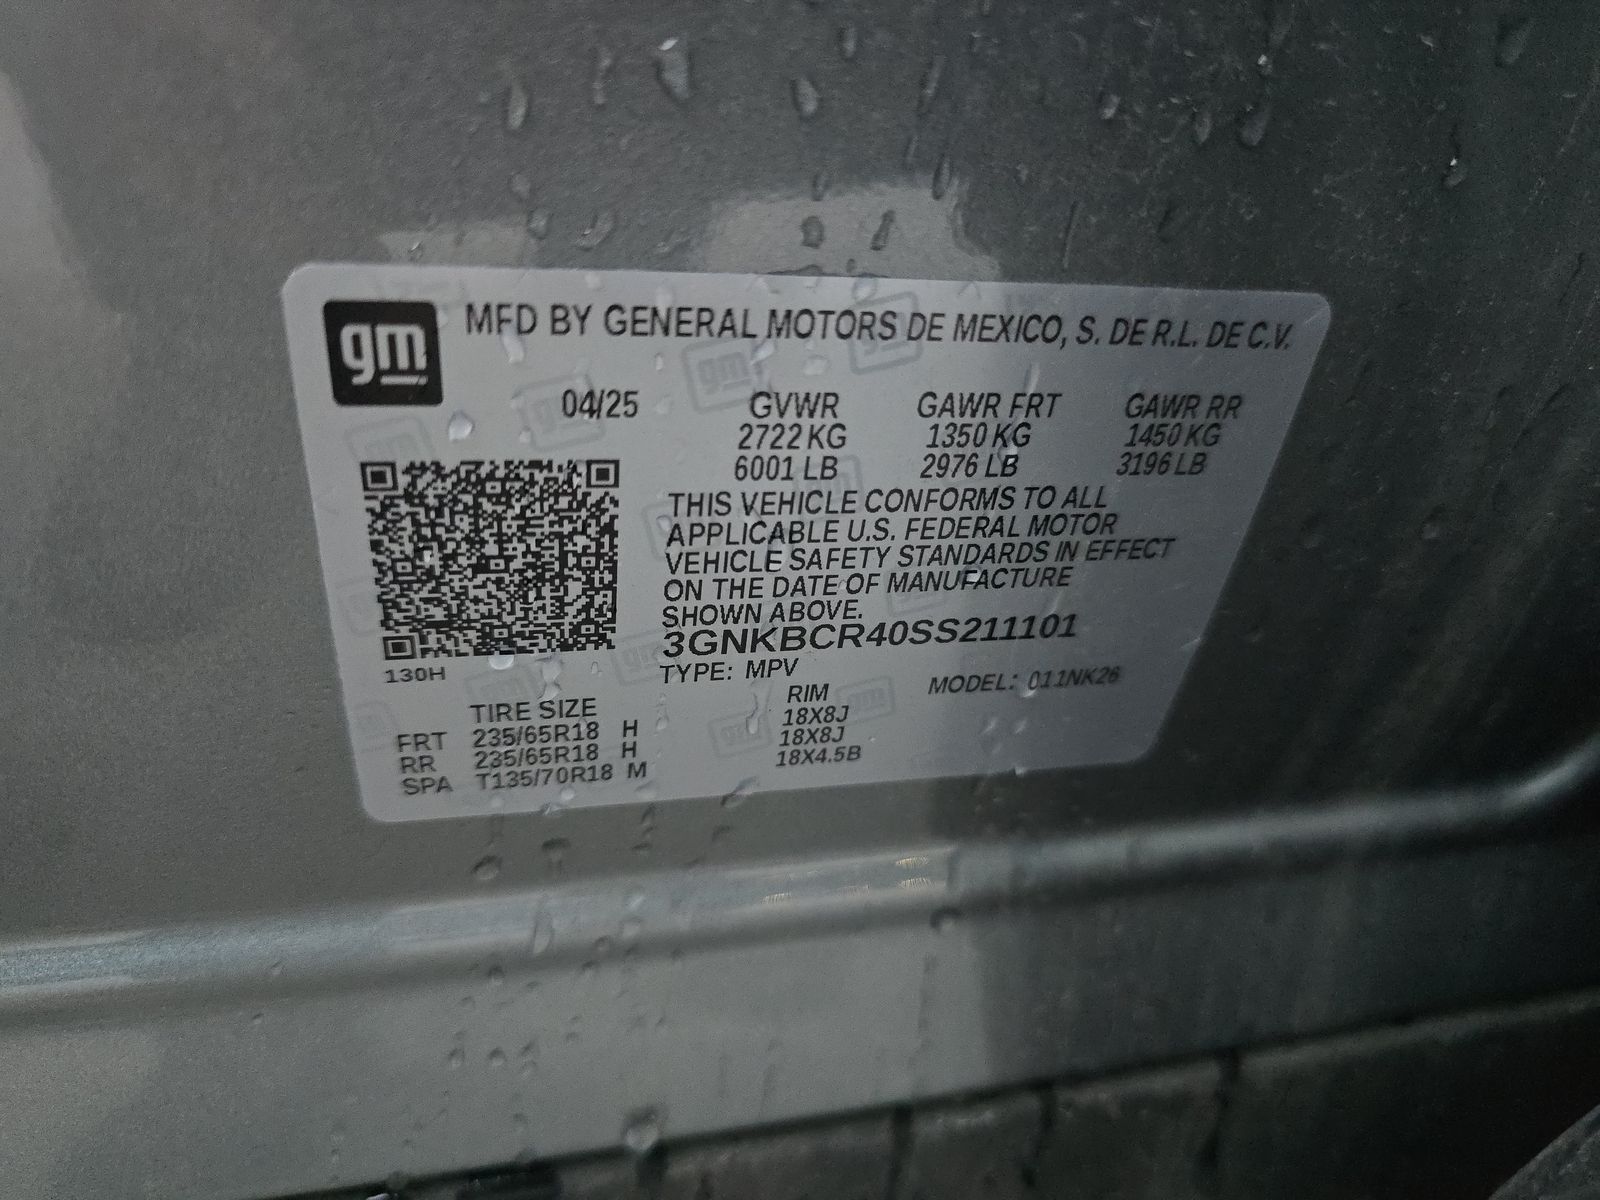 gm
MFD BY GENERAL MOTORS DE MEXICO, S. DE R.L. DE C.V.
04/25 GVWR GAWR FRT GAWR RR
2722 KG 1350 KG 1450 KG
6001 LB 2976 LB 3196 LB
THIS VEHICLE CONFORMS TO ALL
APPLICABLE U.S. FEDERAL MOTOR
VEHICLE SAFETY STANDARDS IN EFFECT
ON THE DATE OF MANUFACTURE
SHOWN ABOVE.
3GNKBCR40SS211101
130H
TYPE: MPV MODEL: 011NK26
TIRE SIZE RIM
FRT 235/65R18 H 18X8J
RR 235/65R18 H 18X8J
SPA T135/70R18 M 18X4.5B